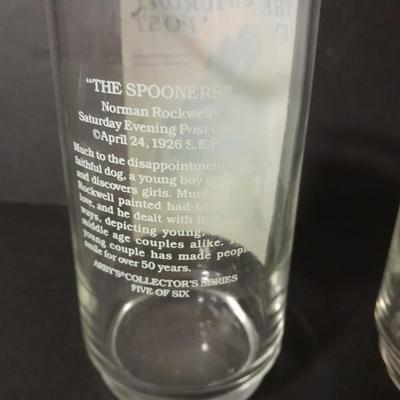 THE
POST
"THE SPOONERS"
Norman Rockwell
Saturday Evening Post
©April 24, 1926 S.E.P.
Much to the disappointment
faithful dog, a young boy
and discovers girls.
Rockwell painted had to
love, and he dealt with
ways, depicting young,
middle age couples alike.
young couple has made people
smile for over 50 years.
ARBY'S® COLLECTOR'S SERIES
FIVE OF SIX